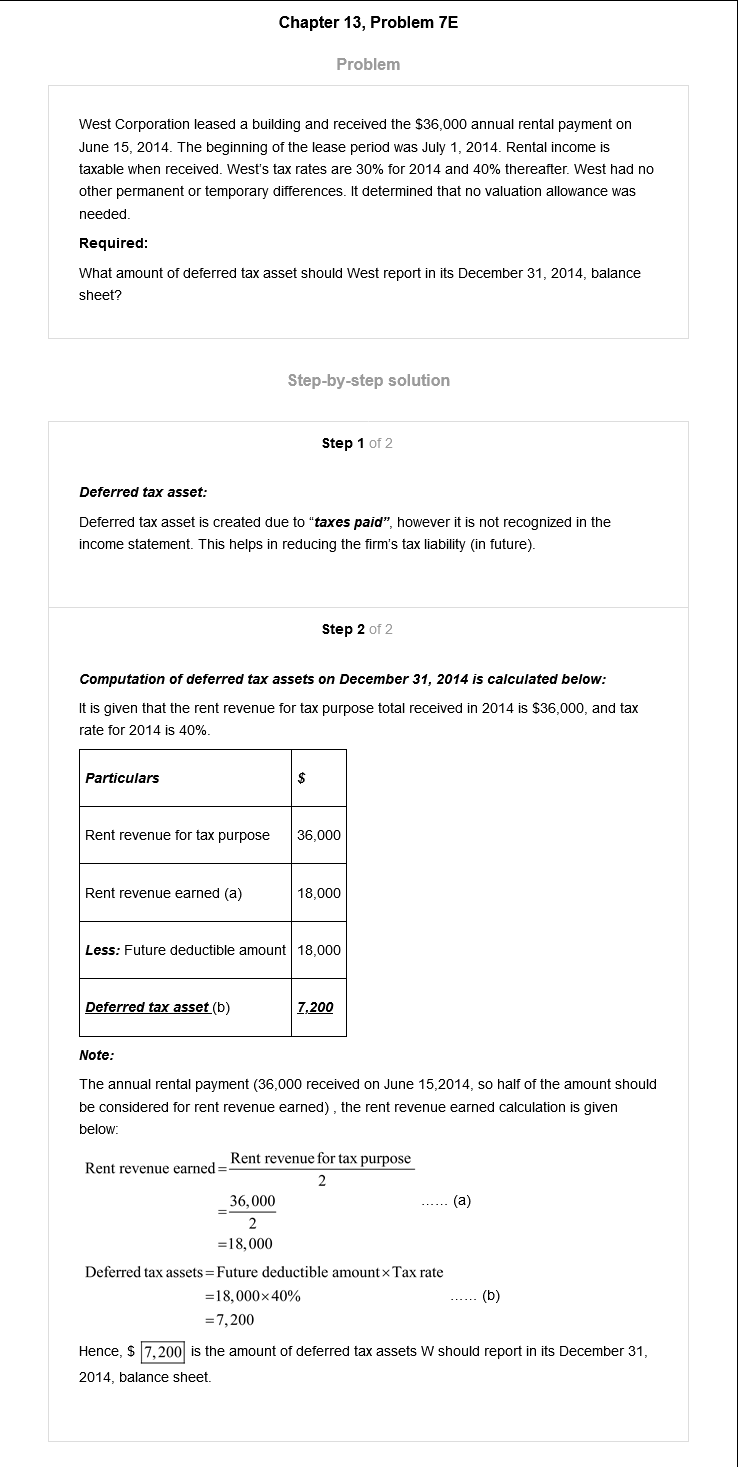 Chapter 13, Problem 7E
Problem
West Corporation leased a building and received the $36,000 annual rental payment on
June 15, 2014. The beginning of the lease period was July 1, 2014. Rental income is
taxable when received. West's tax rates are 30% for 2014 and 40% thereafter. West had no
other permanent or temporary differences. It determined that no valuation allowance was
needed.
Required:
What amount of deferred tax asset should West report in its December 31, 2014, balance
sheet?
Step-by-step solution
Step 1 of 2
Deferred tax asset:
Deferred tax asset is created due to “taxes paid”, however it is not recognized in the
income statement. This helps in reducing the firm's tax liability (in future).
Step 2 of 2
Computation of deferred tax assets on December 31, 2014 is calculated below:
It is given that the rent revenue for tax purpose total received in 2014 is $36,000, and tax
rate for 2014 is 40%.
Particulars $
Rent revenue for tax purpose 36,000
Rent revenue earned (a) 18,000
Less: Future deductible amount 18,000
Deferred tax asset (b) 7,200
Note:
The annual rental payment (36,000 received on June 15,2014, so half of the amount should
be considered for rent revenue earned) , the rent revenue earned calculation is given
below:
Rent revenue earned = Rent revenue for tax purpose
2
= 36,000
2
...... (a)
=18,000
Deferred tax assets = Future deductible amount × Tax rate
=18,000×40% ...... (b)
=7,200
Hence, $ 7,200 is the amount of deferred tax assets W should report in its December 31,
2014, balance sheet.